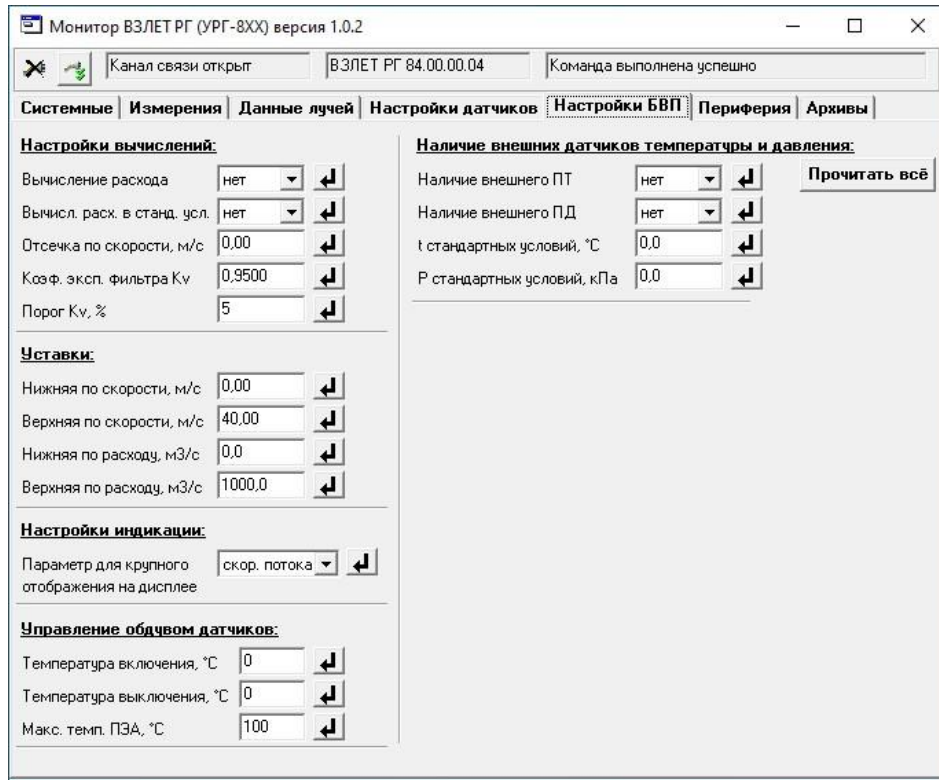 Монитор ВЗЛЕТ РГ (УРГ-8ХХ) версия 1.0.2
Канал связи открыт ВЗЛЕТ РГ 84.00.00.04 Команда выполнена успешно
Системные Измерения Данные лучей Настройки датчиков Настройки БВП Периферия Архивы
Настройки вычислений:
Вычисление расхода нет
Вычисл. расх. в станд. усл. нет
Отсечка по скорости, м/с 0,00
Коэф. эксп. фильтра Kv 0,9500
Порог Kv, % 5
Уставки:
Нижняя по скорости, м/с 0,00
Верхняя по скорости, м/с 40,00
Нижняя по расходу, м3/с 0,0
Верхняя по расходу, м3/с 1000,0
Настройки индикации:
Параметр для крупного
отображения на дисплее скор. потока
Управление обдувом датчиков:
Температура включения, °С 0
Температура выключения, °С 0
Макс. темп. ПЭА, °С 100
Наличие внешних датчиков температуры и давления:
Наличие внешнего ПТ нет
Прочитать всё
Наличие внешнего ПД нет
t стандартных условий, °С 0,0
P стандартных условий, кПа 0,0